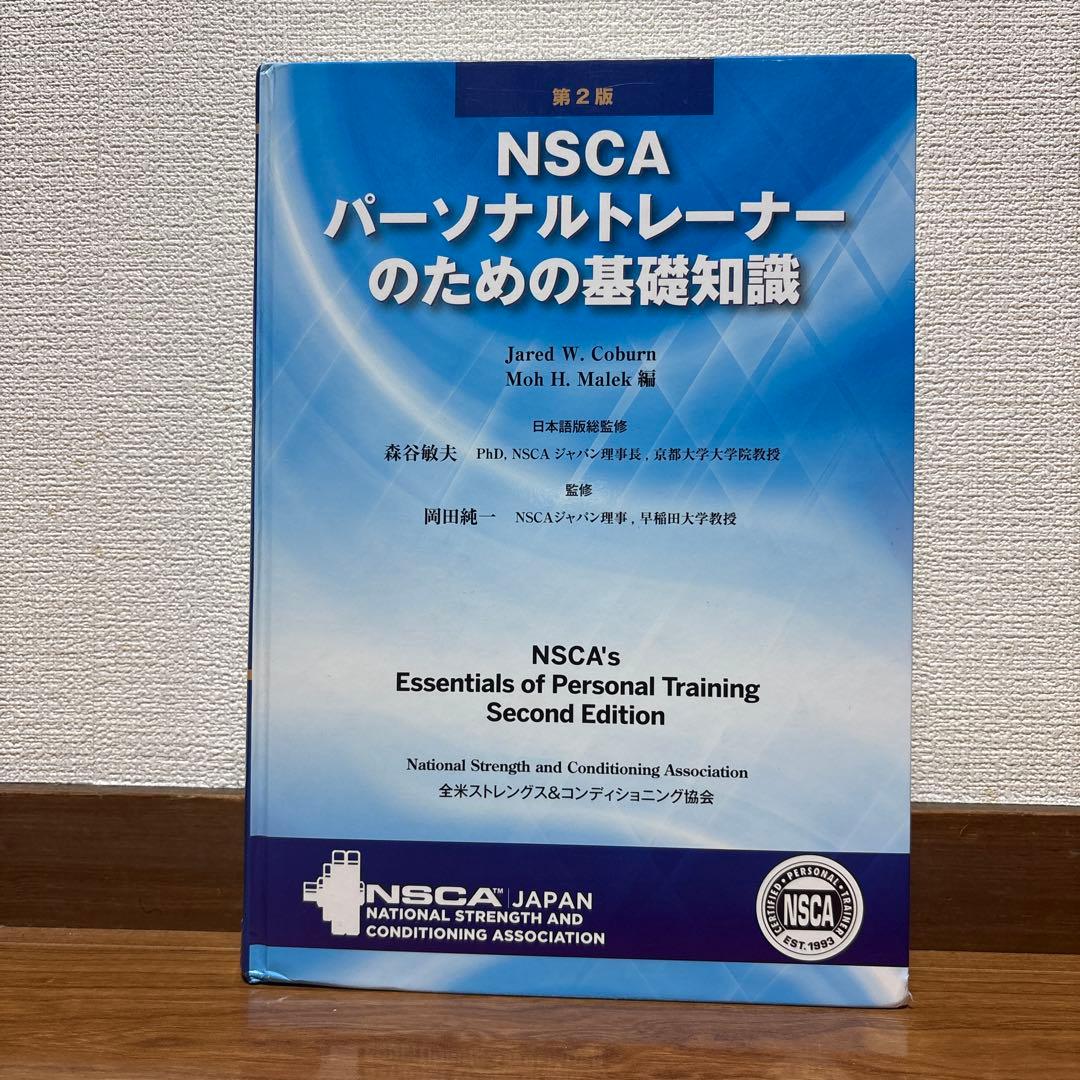 第2版
NSCA
パーソナルトレーナー
のための基礎知識
Jared W. Coburn
Moh H. Malek 編
日本語版総監修
森谷敏夫 PhD, NSCA ジャパン理事長, 京都大学大学院教授
監修
岡田純一 NSCAジャパン理事, 早稲田大学教授
NSCA's
Essentials of Personal Training
Second Edition
National Strength and Conditioning Association
全米ストレングス&コンディショニング協会
NSCA™ JAPAN
NATIONAL STRENGTH AND
CONDITIONING ASSOCIATION
CERTIFIED • PERSONAL • TRAINER
NSCA
EST. 1993